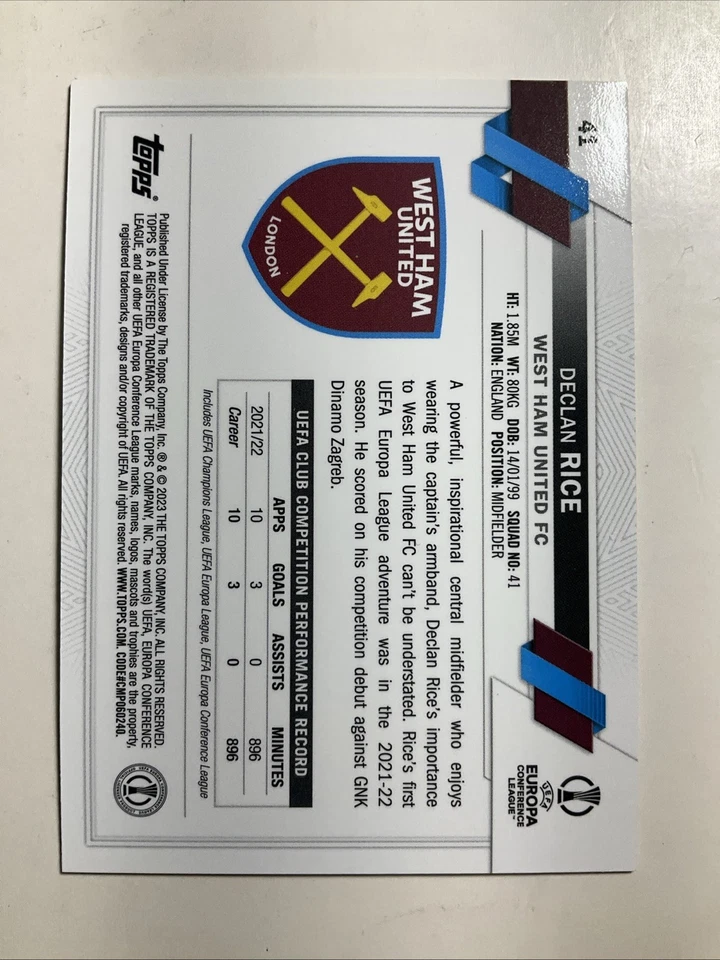 41
DECLAN RICE
WEST HAM UNITED FC
HT: 1.85M WT: 80KG DOB: 14/01/99 SQUAD NO: 41
NATION: ENGLAND POSITION: MIDFIELDER
UEFA
EUROPA
CONFERENCE
LEAGUE™
WEST HAM
UNITED
LONDON
A powerful, inspirational central midfielder who enjoys
wearing the captain's armband, Declan Rice's importance
to West Ham United FC can't be understated. Rice's first
UEFA Europa League adventure was in the 2021-22
season. He scored on his competition debut against GNK
Dinamo Zagreb.
UEFA CLUB COMPETITION PERFORMANCE RECORD
APPS GOALS ASSISTS MINUTES
2021/22 10 3 0 896
Career 10 3 0 896
Includes UEFA Champions League, UEFA Europa League, UEFA Europa Conference League
topps®
Published Under License by The Topps Company, Inc. ® & © 2023 THE TOPPS COMPANY, INC. ALL RIGHTS RESERVED.
TOPPS IS A REGISTERED TRADEMARK OF THE TOPPS COMPANY, INC. The word(s) UEFA, EUROPA CONFERENCE
LEAGUE, and all other UEFA Europa Conference League marks, names, logos, mascots and trophies are the property,
registered trademarks, designs and/or copyright of UEFA. All rights reserved. WWW.TOPPS.COM. CODE#CMP060240.